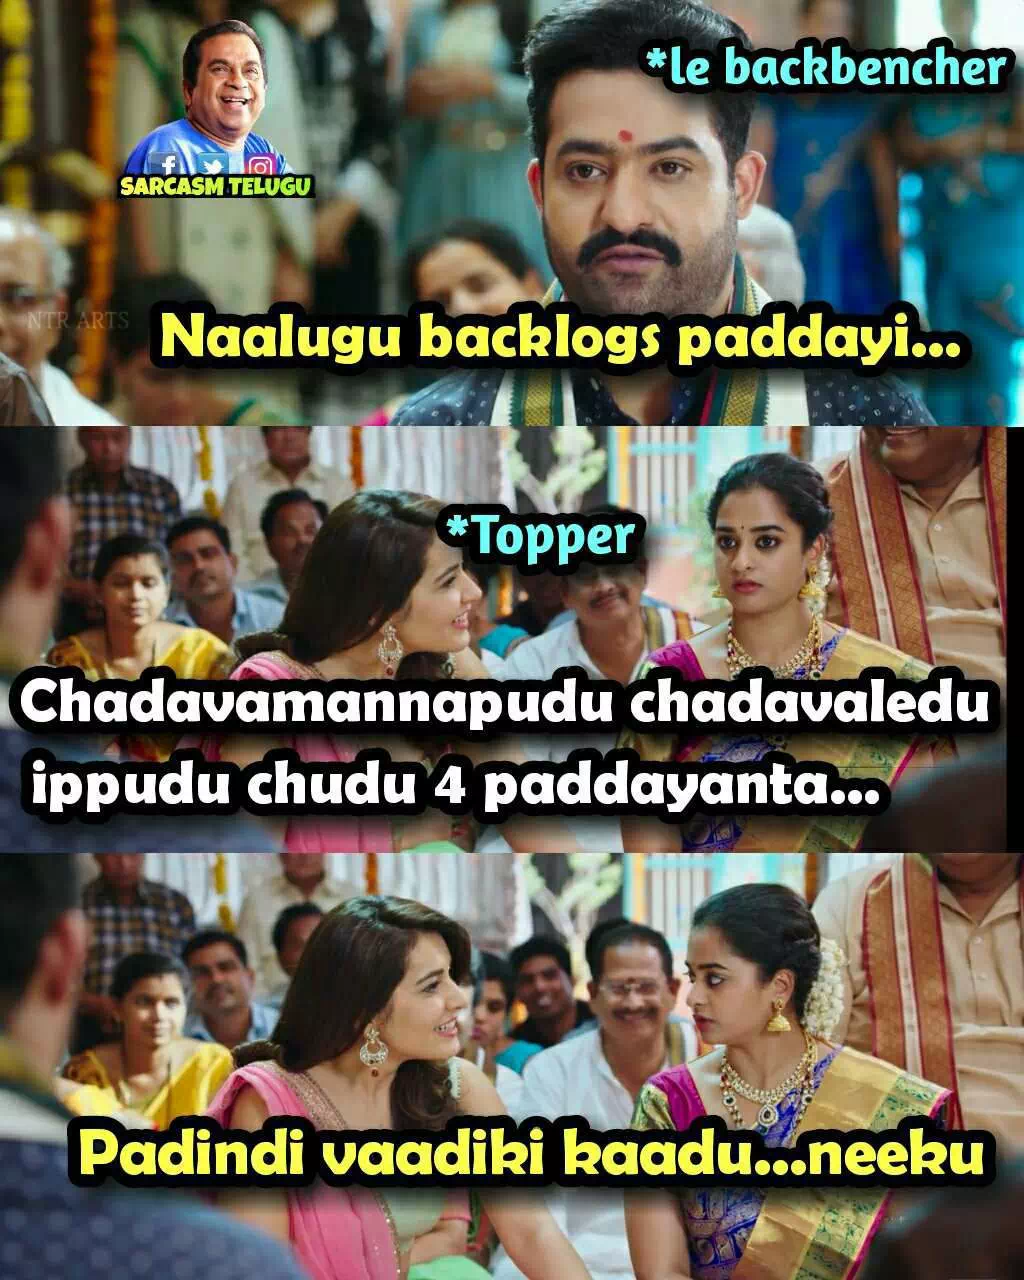 *le backbencher
f
SARCASM TELUGU
NTR ARTS
Naalugu backlogs paddayi...
*Topper
Chadavamannapudu chadavaledu
ippudu chudu 4 paddayanta...
Padindi vaadiki kaadu...neeku